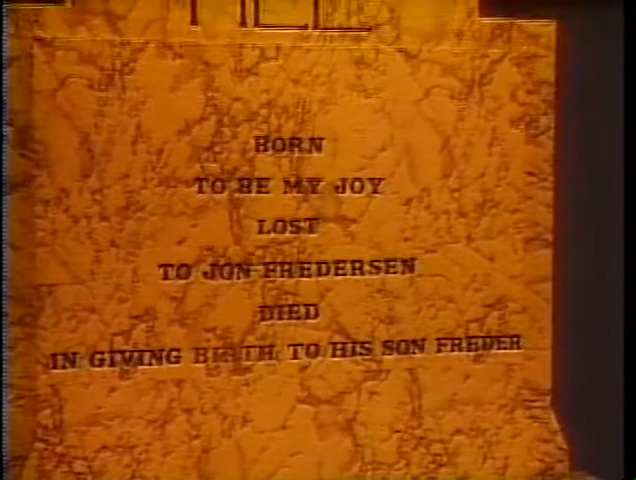 BORN
TO BE MY JOY
LOST
TO JON FREDERSEN
DIED
IN GIVING BIRTH TO HIS SON FREDER